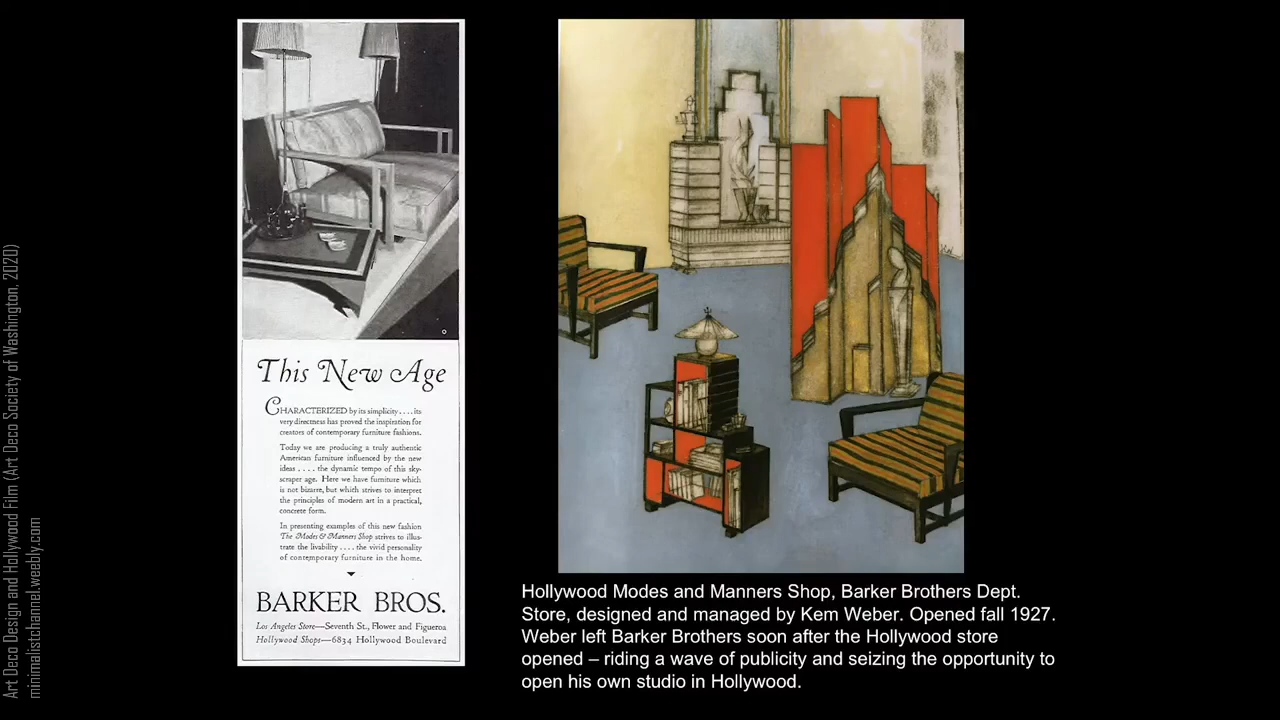 Art Deco Design and Hollywood Film (Art Deco Society of Washington, 2020)
minimalistchannel.weebly.com
This New Age
CHARACTERIZED by its simplicity . . . . its
very directness has proved the inspiration for
creators of contemporary furniture fashions.
Today we are producing a truly authentic
American furniture influenced by the new
ideas . . . . the dynamic tempo of this sky-
scraper age. Here we have furniture which
is not bizarre, but which strives to interpret
the principles of modern art in a practical,
concrete form.
In presenting examples of this new fashion
The Modes & Manners Shop strives to illus-
trate the livability . . . . the vivid personality
of contemporary furniture in the home.
BARKER BROS.
Los Angeles Store—Seventh St., Flower and Figueroa
Hollywood Shops—6834 Hollywood Boulevard
Hollywood Modes and Manners Shop, Barker Brothers Dept.
Store, designed and managed by Kem Weber. Opened fall 1927.
Weber left Barker Brothers soon after the Hollywood store
opened – riding a wave of publicity and seizing the opportunity to
open his own studio in Hollywood.